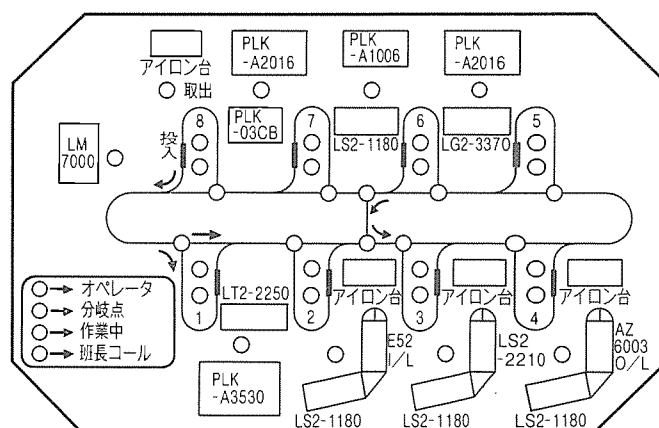 PLK
-A2016
アイロン台
取出
PLK
-A1006
PLK
-A2016
LM
7000
投入
8
PLK
-03CB
7
LS2-1180
6
LG2-3370
5
オペレータ
分岐点
作業中
班長コール
1
LT2-2250
2
アイロン台
3
アイロン台
4
アイロン台
PLK
-A3530
E52
I/L
LS2
-2210
AZ
6003
O/L
LS2-1180
LS2-1180
LS2-1180